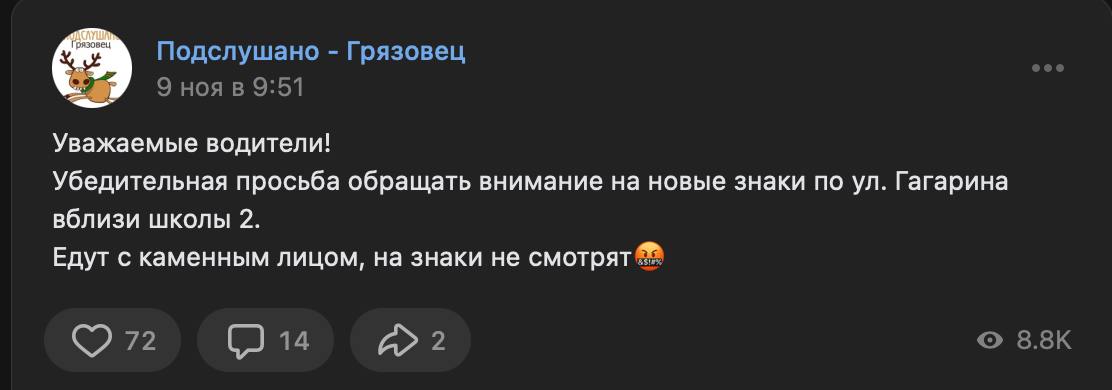 ПОДСЛУШАНО
Грязовец
Подслушано - Грязовец
9 ноя в 9:51
Уважаемые водители!
Убедительная просьба обращать внимание на новые знаки по ул. Гагарина
вблизи школы 2.
Едут с каменным лицом, на знаки не смотрят🤬
72
14
2
8.8K